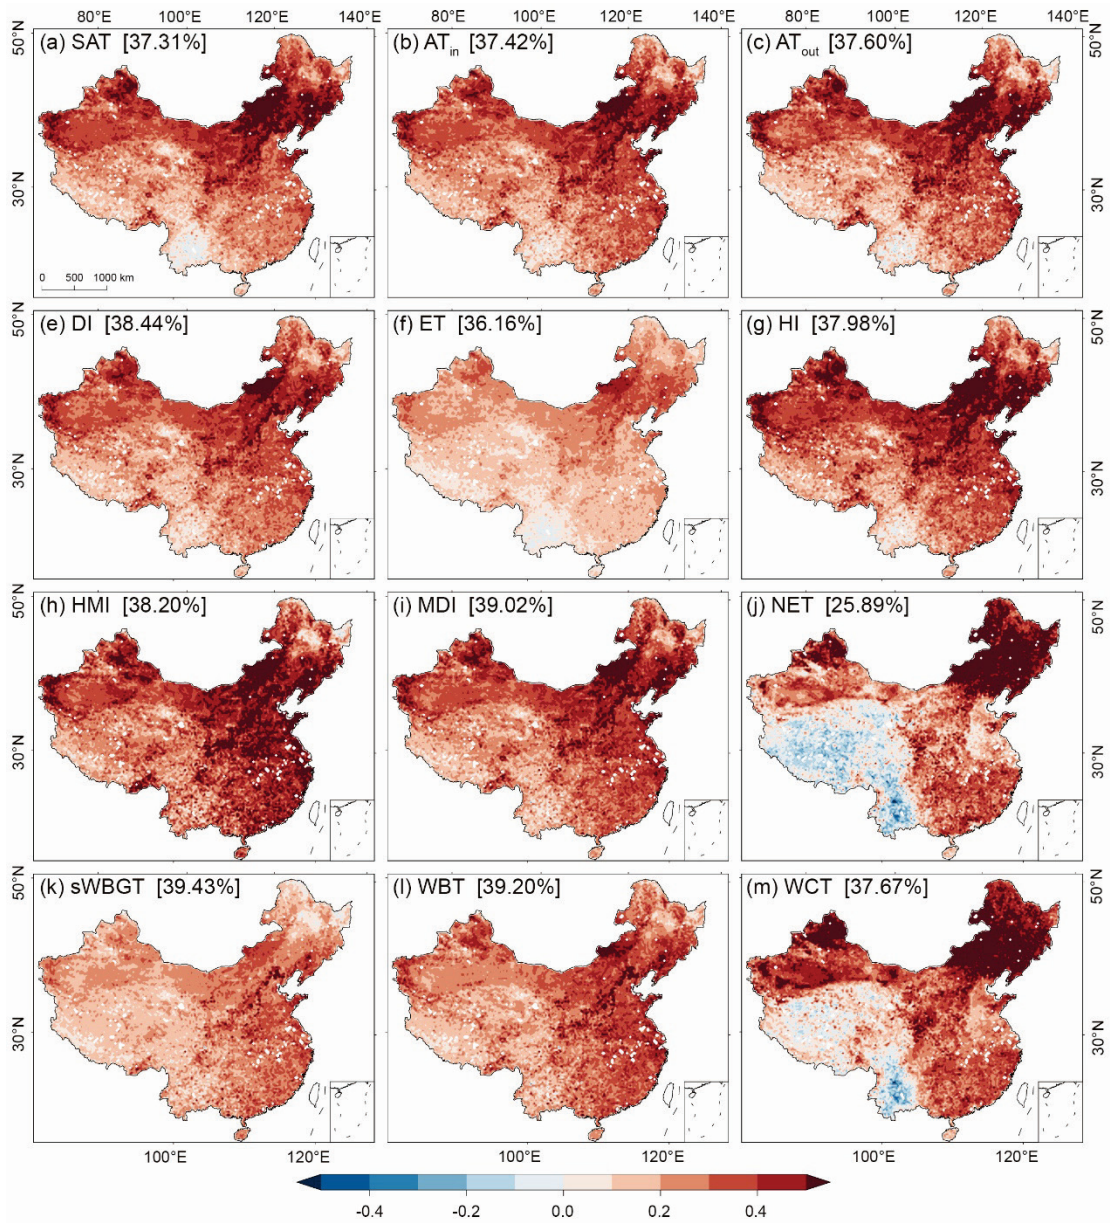 100°E 120°E 140°E 100°E 120°E 140°E 100°E 120°E 140°E
50°N (a) SAT [37.31%] (b) ATin [37.42%] (c) ATout [37.60%] 50°N
30°N 30°N
0 500 1000 km
50°N (e) DI [38.44%] (f) ET [36.16%] (g) HI [37.98%] 50°N
30°N 30°N
50°N (h) HMI [38.20%] (i) MDI [39.02%] (j) NET [25.89%] 50°N
30°N 30°N
50°N (k) sWBGT [39.43%] (l) WBT [39.20%] (m) WCT [37.67%] 50°N
30°N 30°N
100°E 120°E 100°E 120°E 100°E 120°E
-0.4 -0.2 0.0 0.2 0.4